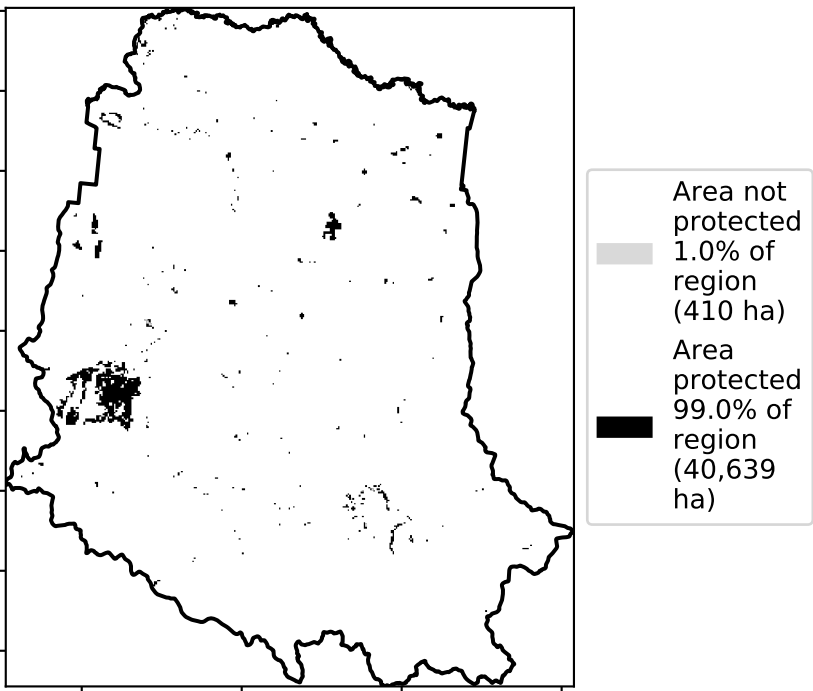 Area not
protected
1.0% of
region
(410 ha)
Area
protected
99.0% of
region
(40,639
ha)